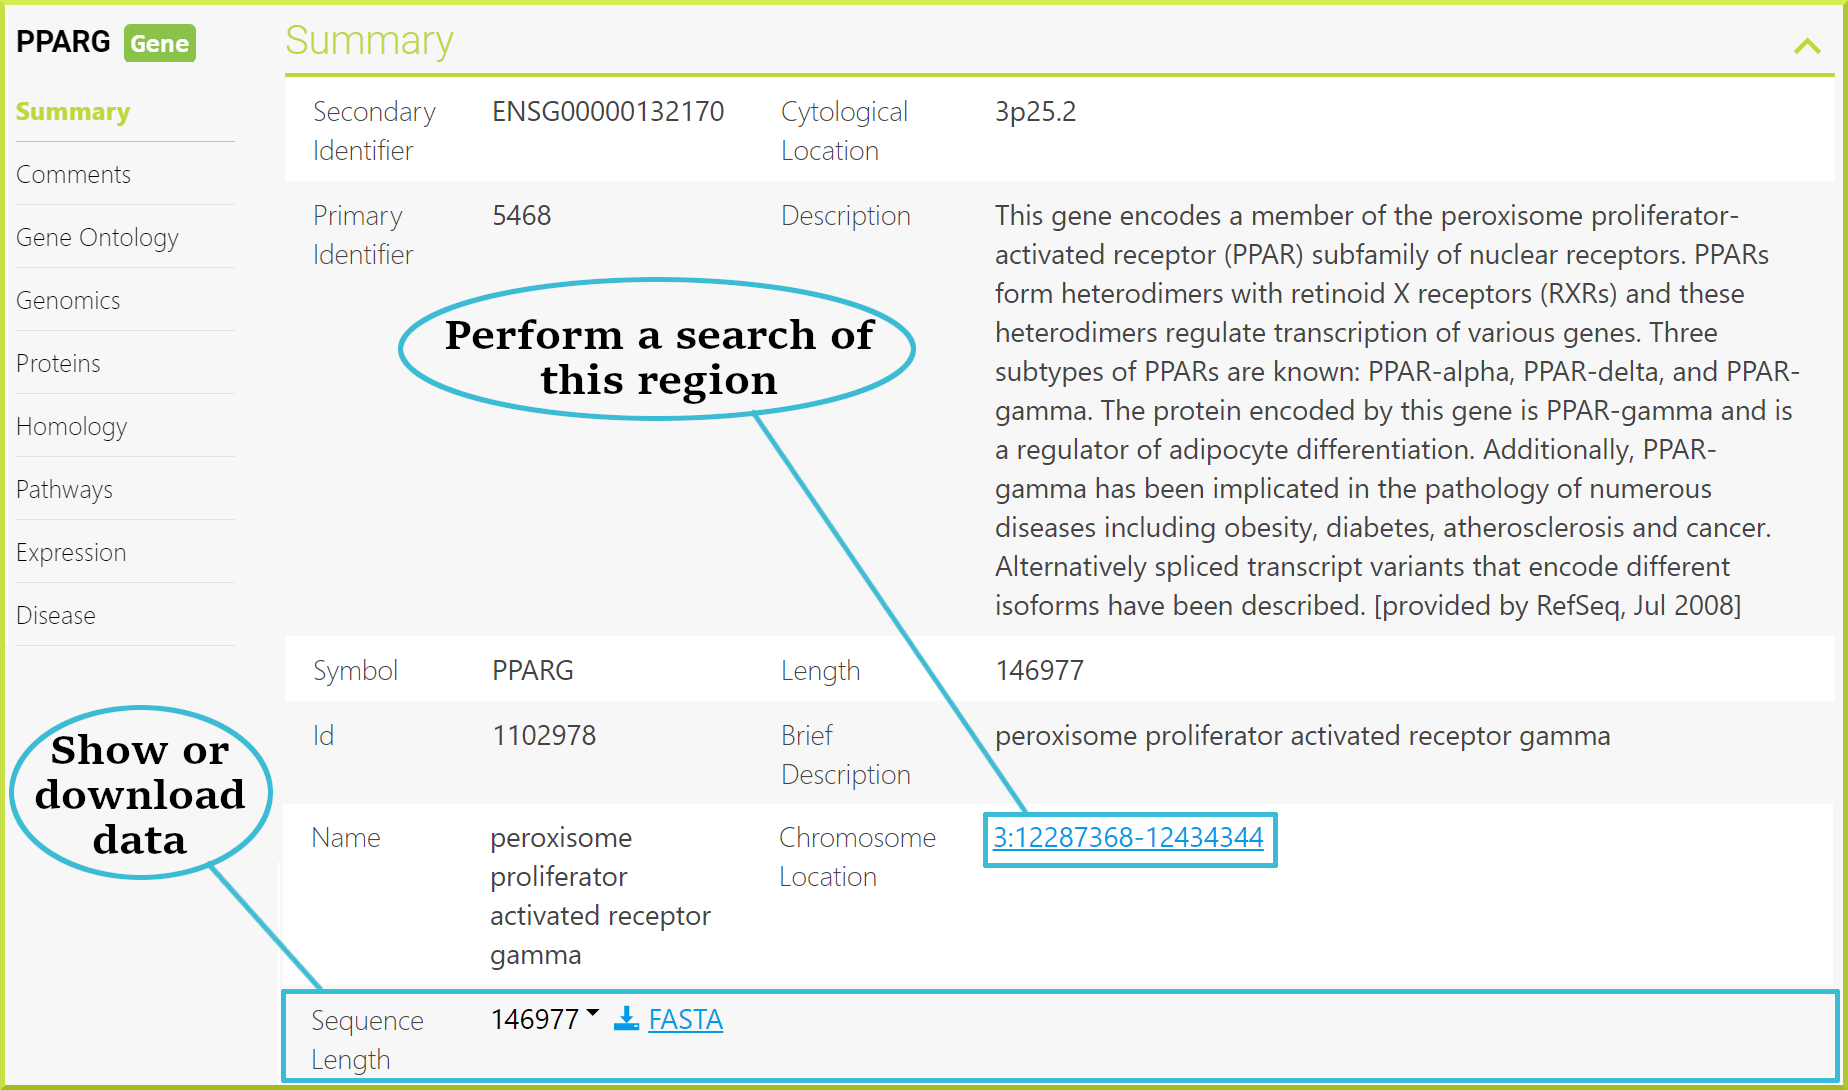 PPARG Gene
Summary
Comments
Gene Ontology
Genomics
Proteins
Homology
Pathways
Expression
Disease
Summary
Secondary
Identifier
ENSG00000132170
Cytological
Location
3p25.2
Primary
Identifier
5468
Description
This gene encodes a member of the peroxisome proliferator-
activated receptor (PPAR) subfamily of nuclear receptors. PPARs
form heterodimers with retinoid X receptors (RXRs) and these
heterodimers regulate transcription of various genes. Three
subtypes of PPARs are known: PPAR-alpha, PPAR-delta, and PPAR-
gamma. The protein encoded by this gene is PPAR-gamma and is
a regulator of adipocyte differentiation. Additionally, PPAR-
gamma has been implicated in the pathology of numerous
diseases including obesity, diabetes, atherosclerosis and cancer.
Alternatively spliced transcript variants that encode different
isoforms have been described. [provided by RefSeq, Jul 2008]
Perform a search of
this region
Symbol
PPARG
Length
146977
Id
1102978
Brief
Description
peroxisome proliferator activated receptor gamma
Name
peroxisome
proliferator
activated receptor
gamma
Chromosome
Location
3:12287368-12434344
Show or
download
data
Sequence
Length
146977 FASTA